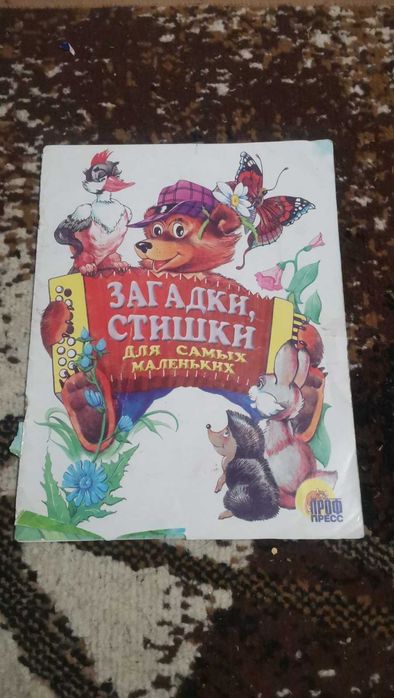 ЗАГАДКИ,
СТИШКИ
ДЛЯ САМЫХ
МАЛЕНЬКИХ
ПРОФ
ПРЕСС